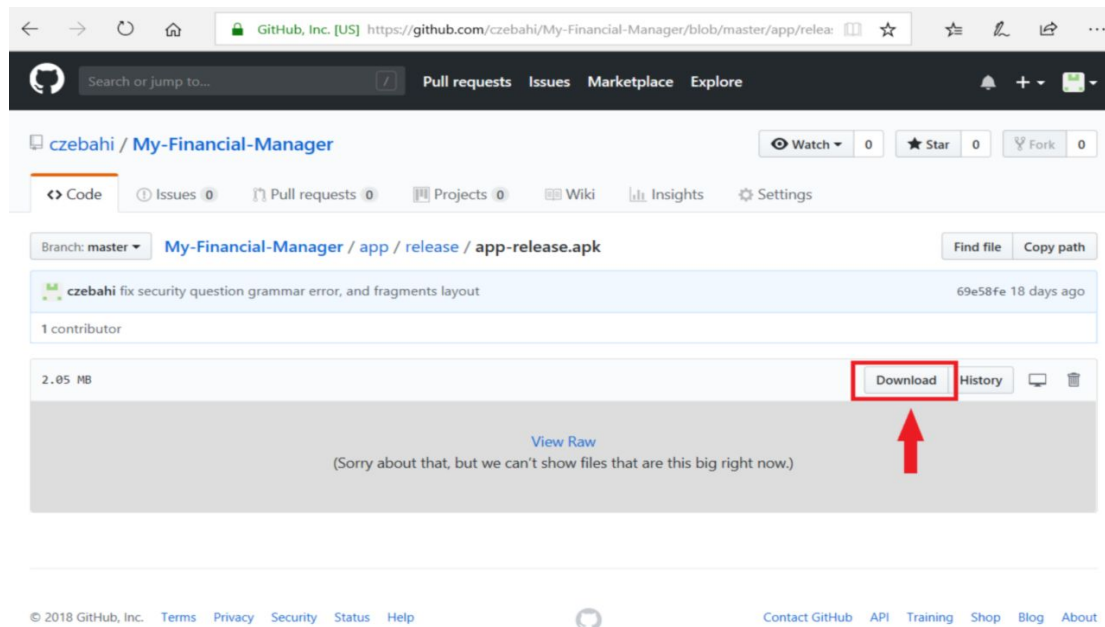 GitHub, Inc. [US] https://github.com/czebahi/My-Financial-Manager/blob/master/app/relea:
Search or jump to... / Pull requests Issues Marketplace Explore
czebahi / My-Financial-Manager Watch 0 Star 0 Fork 0
Code Issues 0 Pull requests 0 Projects 0 Wiki Insights Settings
Branch: master My-Financial-Manager / app / release / app-release.apk Find file Copy path
czebahi fix security question grammar error, and fragments layout 69e58fe 18 days ago
1 contributor
2.05 MB Download History
View Raw
(Sorry about that, but we can't show files that are this big right now.)
© 2018 GitHub, Inc. Terms Privacy Security Status Help Contact GitHub API Training Shop Blog About